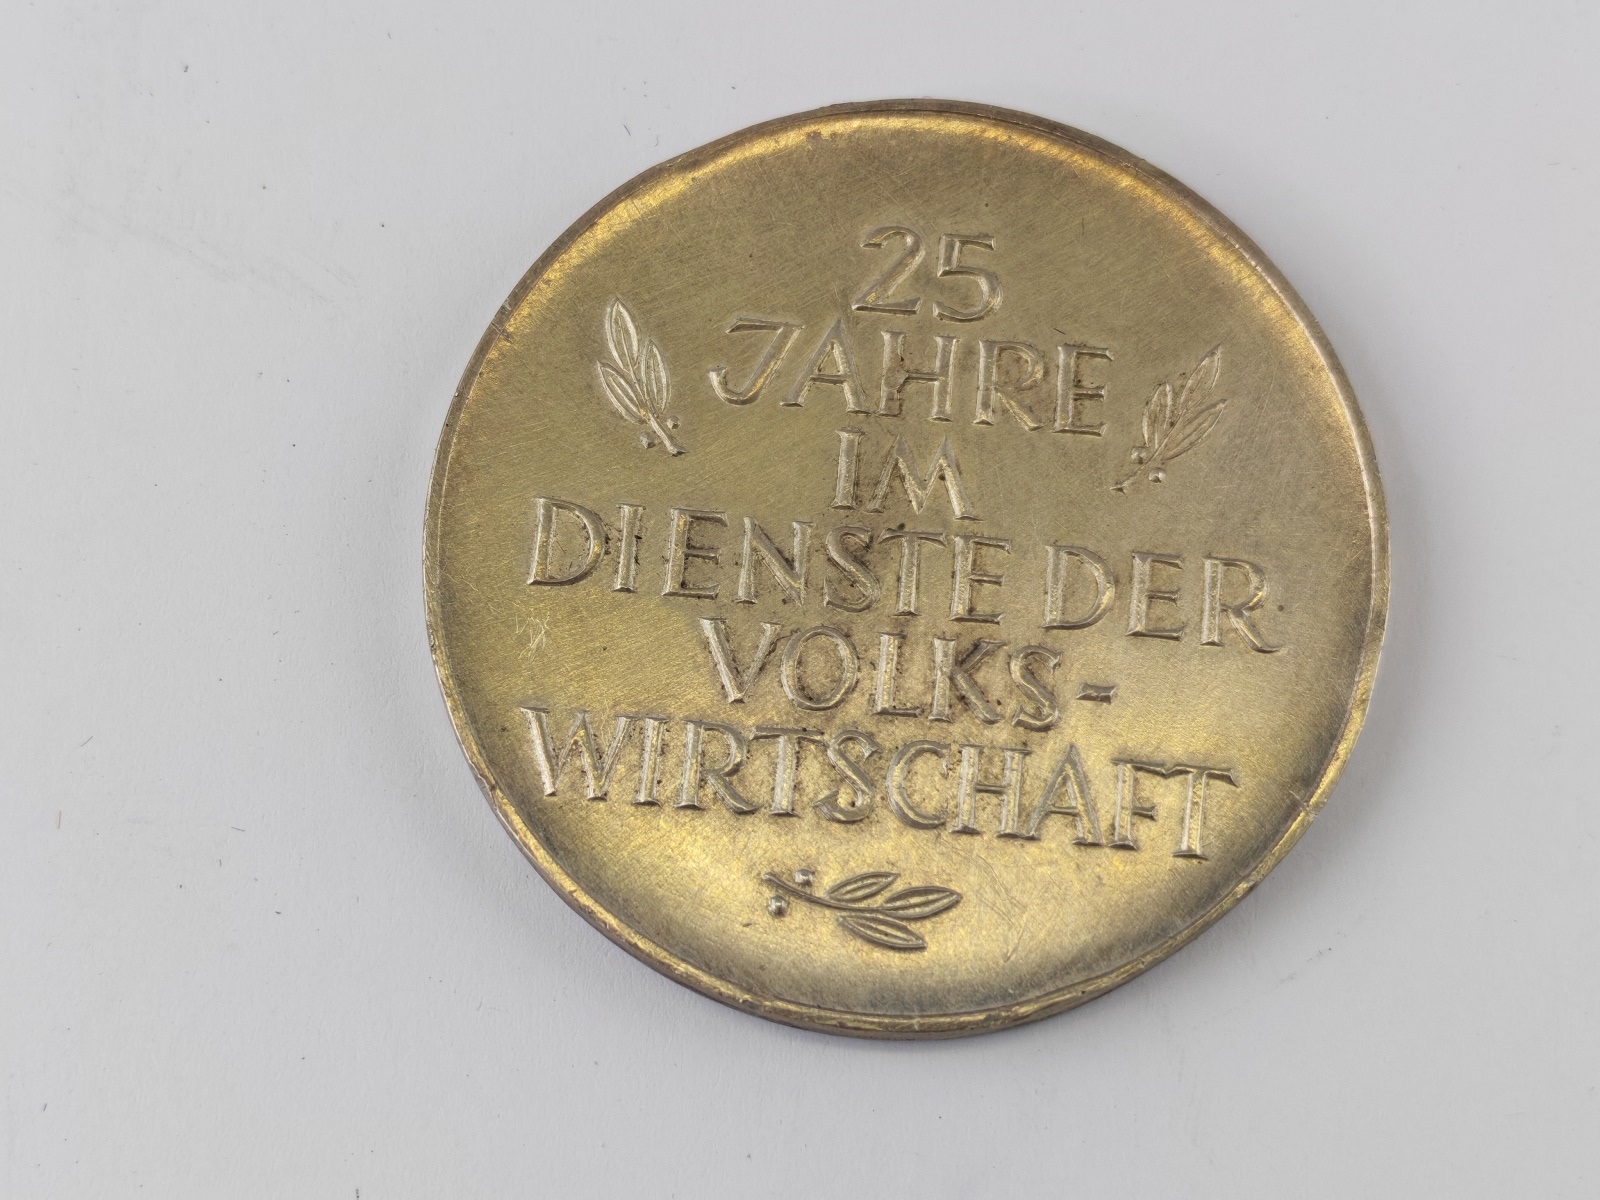 25
JAHRE
IM
DIENSTE DER
VOLKS-
WIRTSCHAFT